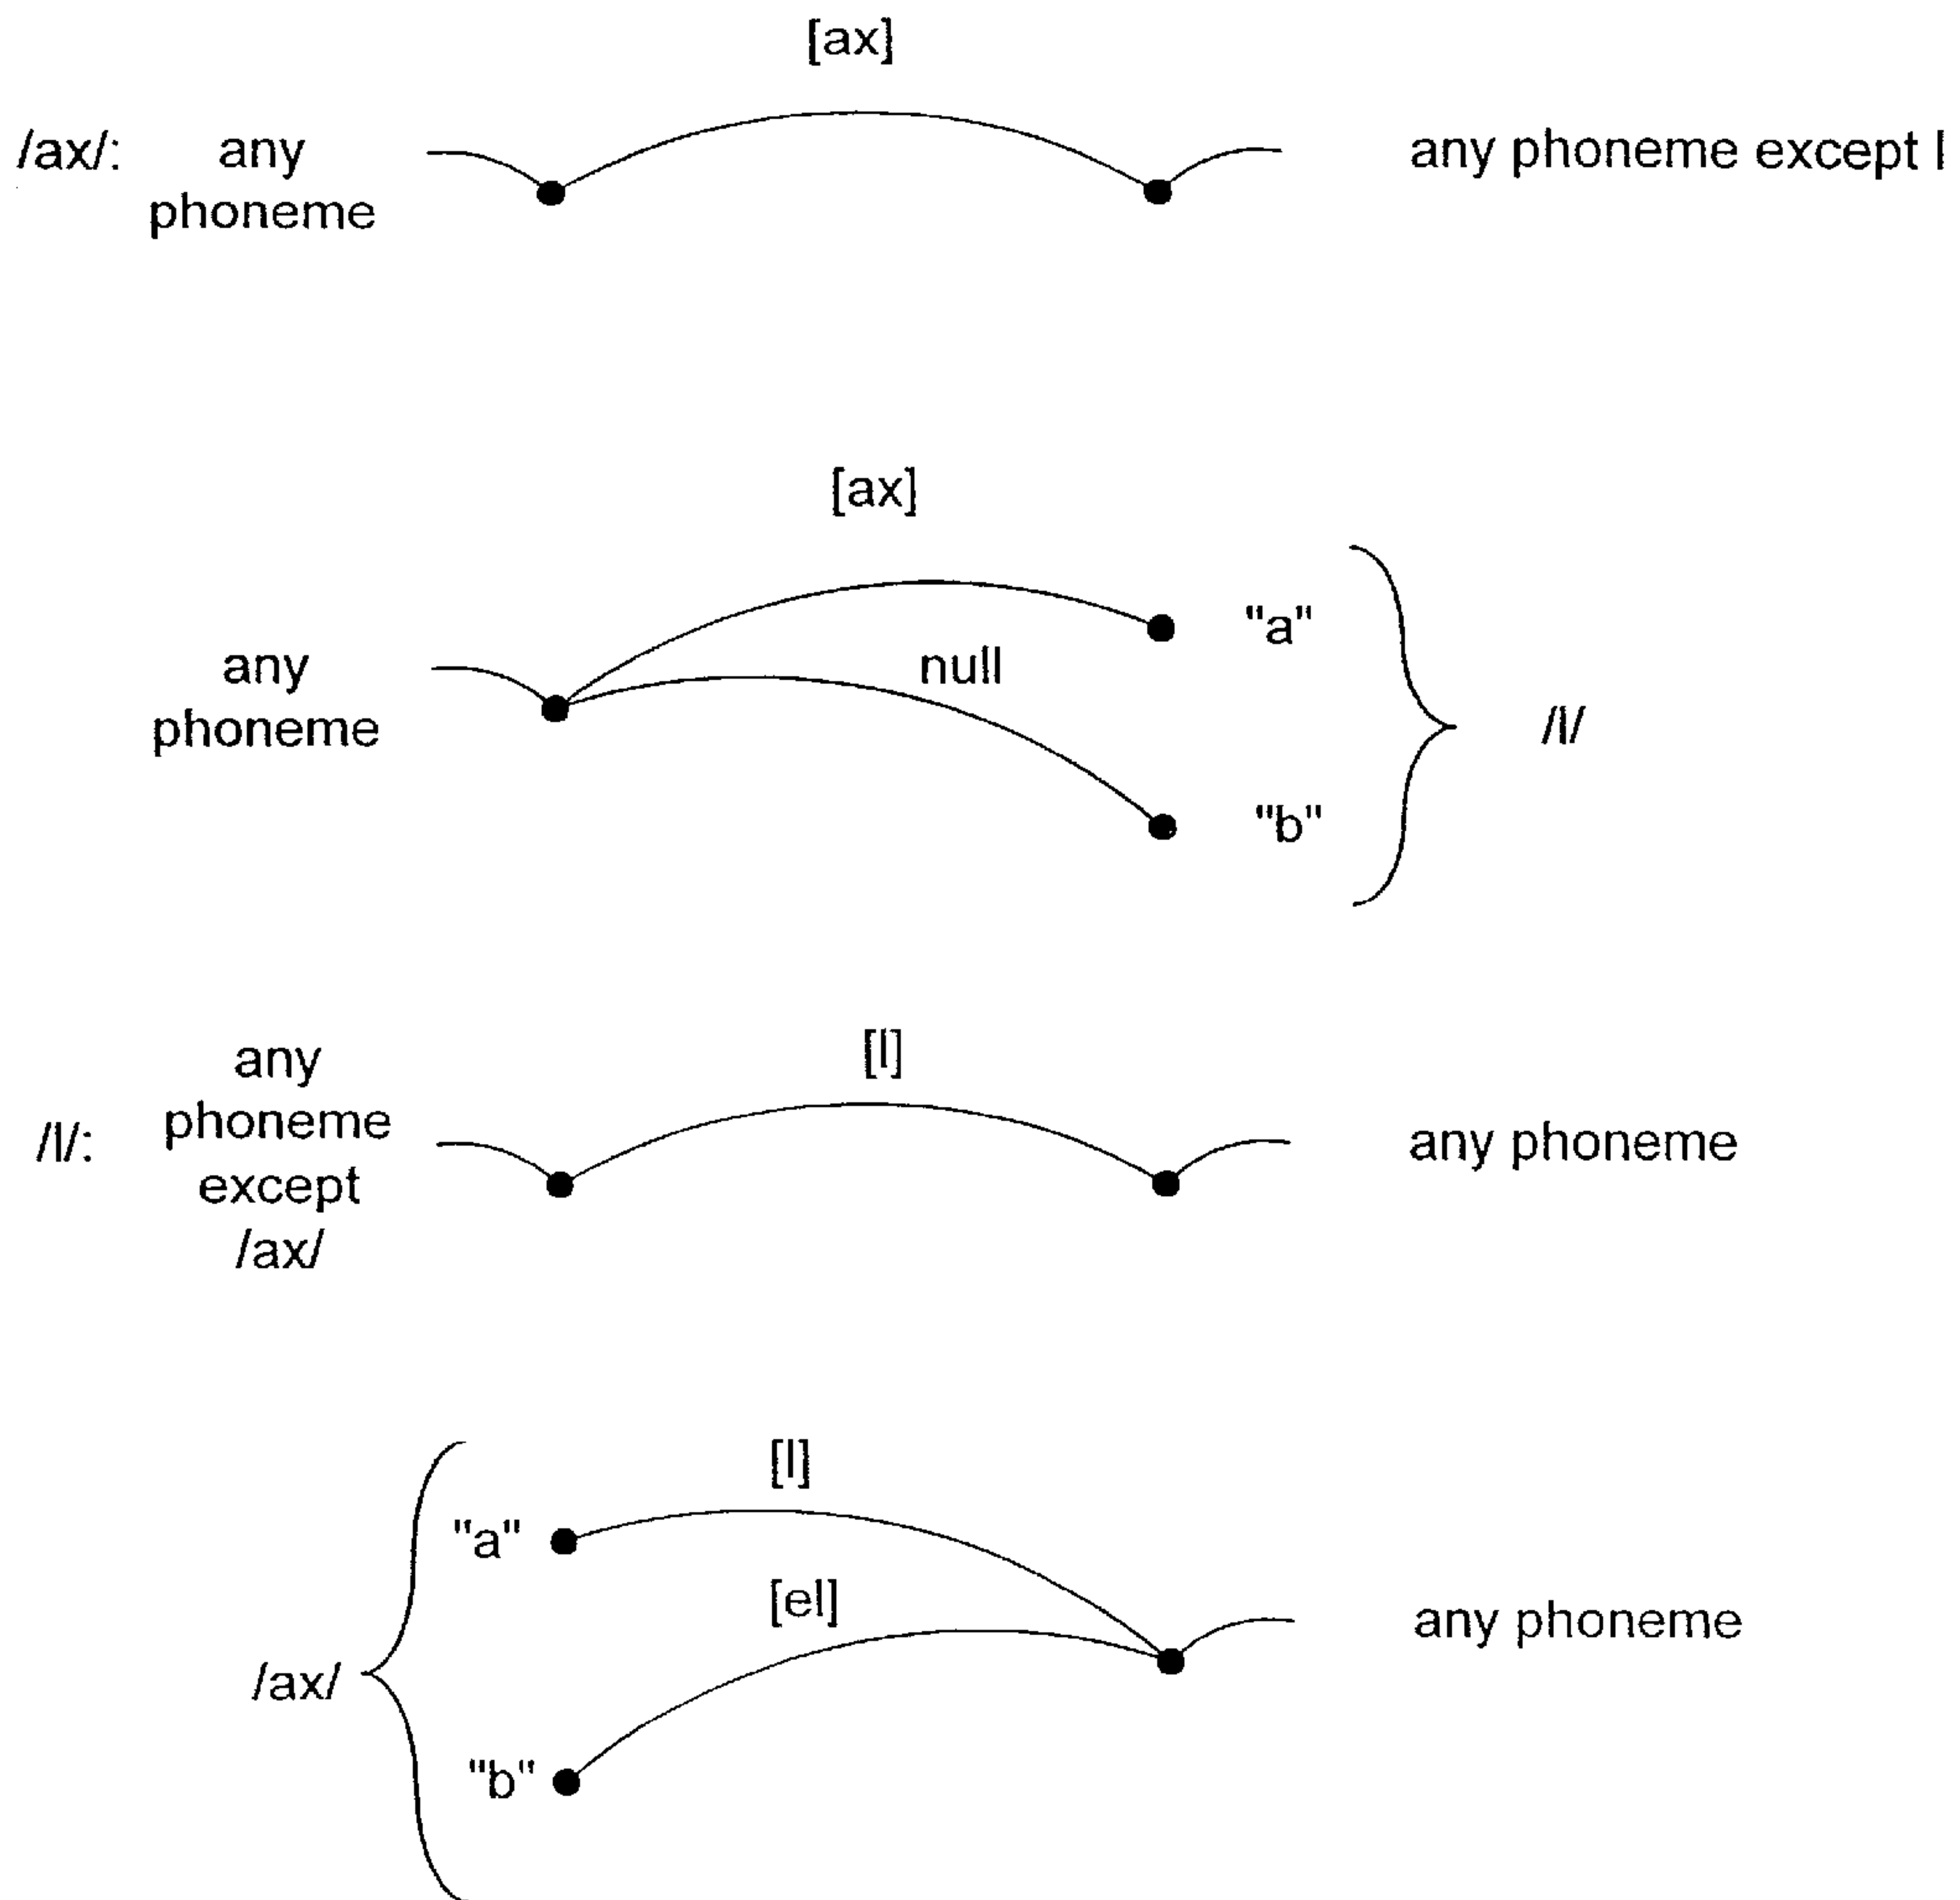 [ax]
/ax/: any phoneme any phoneme except l
[ax]
any phoneme null "a" "b" /l/
[l]
/l/: any phoneme except /ax/ any phoneme
[l]
"a"
[el]
/ax/ any phoneme
"b"